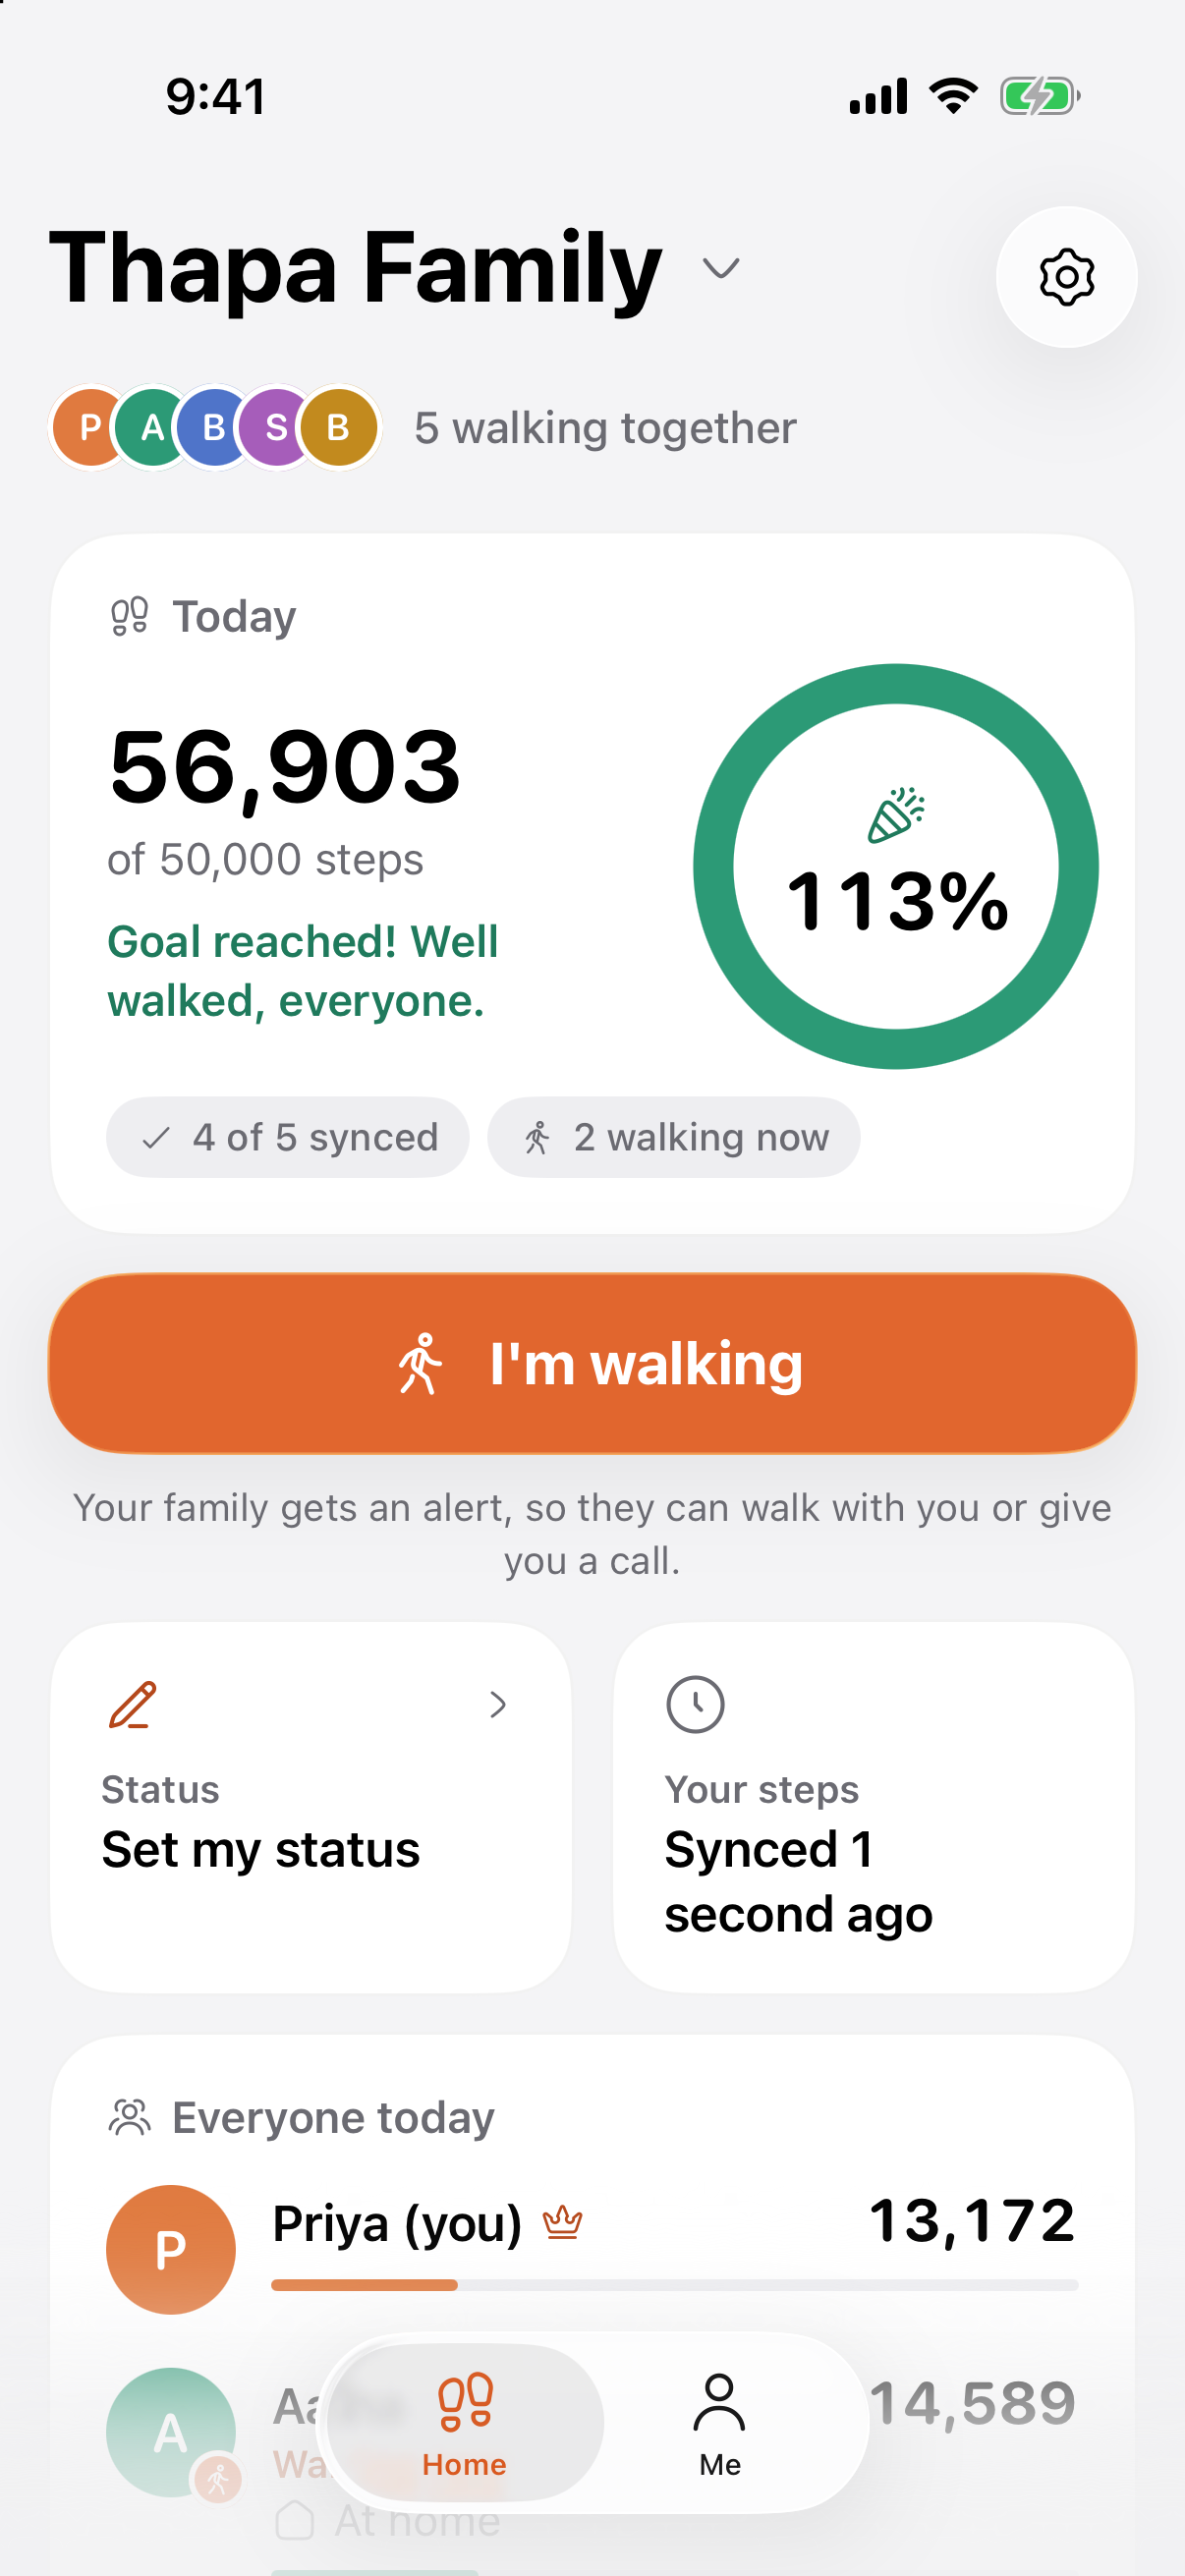 9:41
Thapa Family
P A B S B 5 walking together
Today
56,903
of 50,000 steps
Goal reached! Well
walked, everyone.
113%
4 of 5 synced
2 walking now
I'm walking
Your family gets an alert, so they can walk with you or give
you a call.
Status
Set my status
Your steps
Synced 1
second ago
Everyone today
P
Priya (you)
13,172
A
14,589
At home
Home
Me